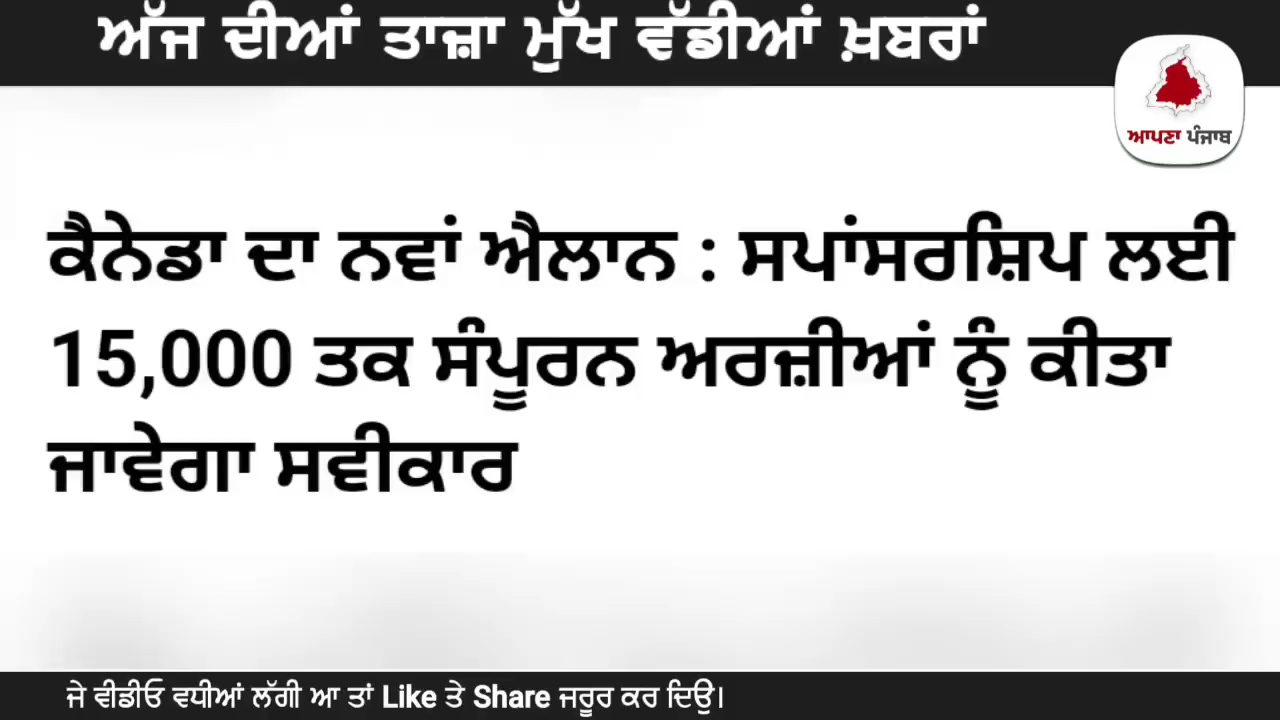 ਅੱਜ ਦੀਆਂ ਤਾਜ਼ਾ ਮੁੱਖ ਵੱਡੀਆਂ ਖ਼ਬਰਾਂ
ਆਪਣਾ ਪੰਜਾਬ
ਕੈਨੇਡਾ ਦਾ ਨਵਾਂ ਐਲਾਨ : ਸਪਾਂਸਰਸ਼ਿਪ ਲਈ
15,000 ਤਕ ਸੰਪੂਰਨ ਅਰਜ਼ੀਆਂ ਨੂੰ ਕੀਤਾ
ਜਾਵੇਗਾ ਸਵੀਕਾਰ
ਜੇ ਵੀਡੀਓ ਵਧੀਆਂ ਲੱਗੀ ਆ ਤਾਂ Like ਤੇ Share ਜਰੂਰ ਕਰ ਦਿਉ।